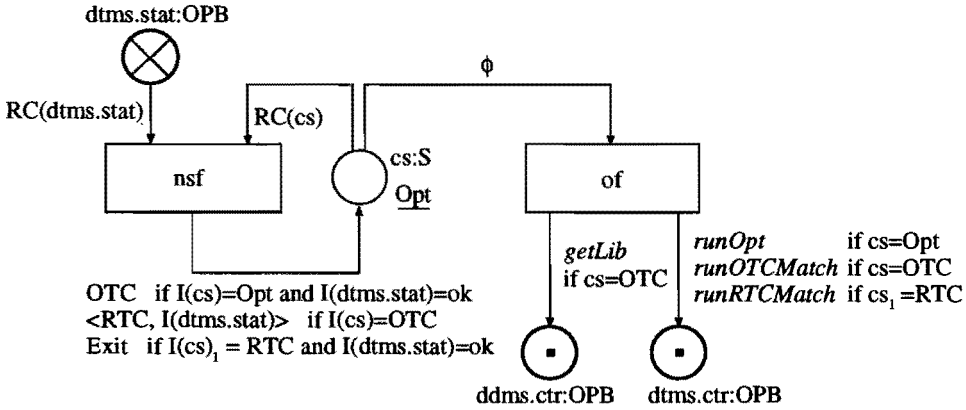 dtms.stat:OPB
ϕ
RC(dtms.stat)
RC(cs)
cs:S
nsf
Opt
of
getLib
if cs=OTC
runOpt if cs=Opt
runOTCMatch if cs=OTC
runRTCMatch if cs₁=RTC
OTC if I(cs)=Opt and I(dtms.stat)=ok
<RTC, I(dtms.stat)> if I(cs)=OTC
Exit if I(cs)₁ = RTC and I(dtms.stat)=ok
ddms.ctr:OPB
dtms.ctr:OPB